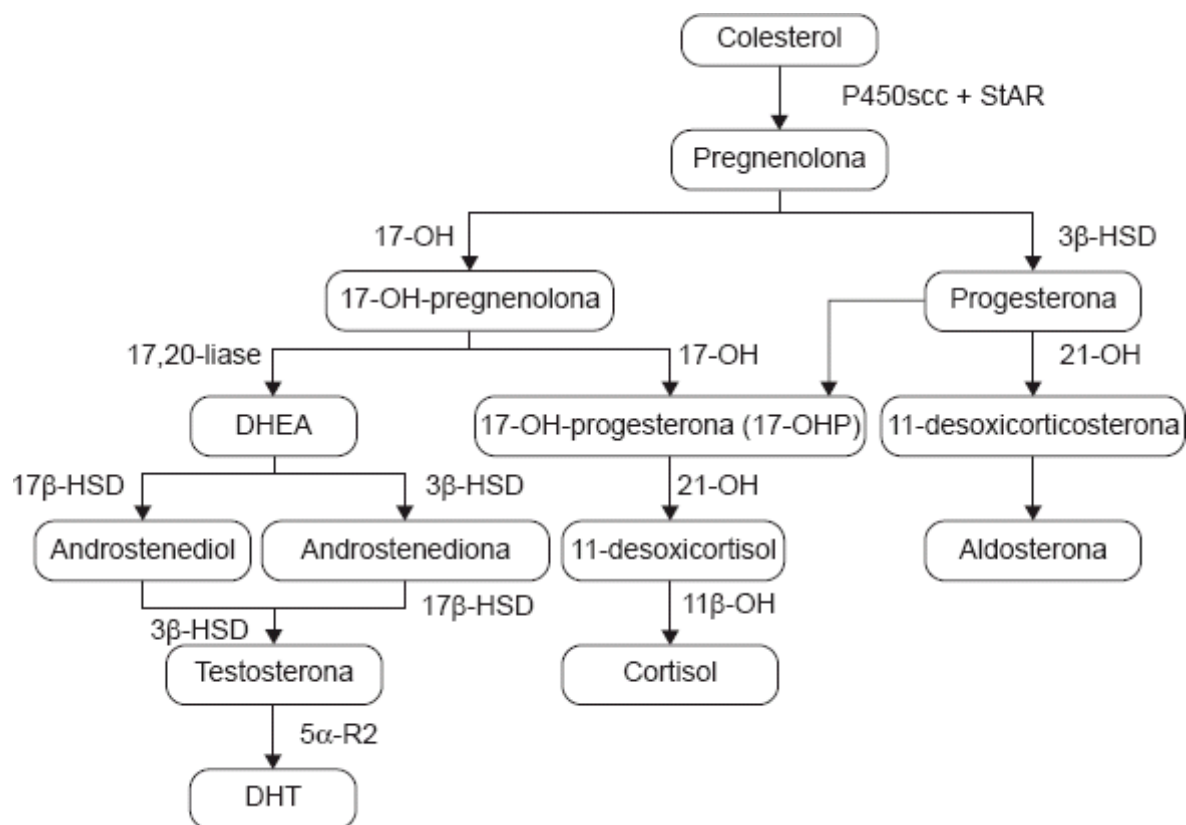 Colesterol
P450scc + StAR
Pregnenolona
17-OH
3β-HSD
17-OH-pregnenolona
Progesterona
17,20-liase
17-OH
21-OH
DHEA
17-OH-progesterona (17-OHP)
11-desoxicorticosterona
17β-HSD
3β-HSD
21-OH
Androstenediol
Androstenediona
11-desoxicortisol
Aldosterona
17β-HSD
11β-OH
3β-HSD
Testosterona
Cortisol
5α-R2
DHT